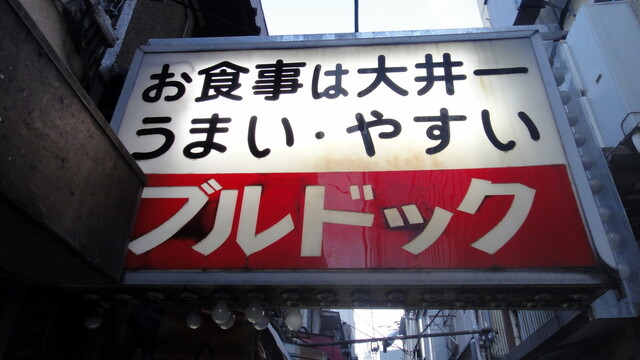 お食事は大井一
うまい・やすい
ブルドック